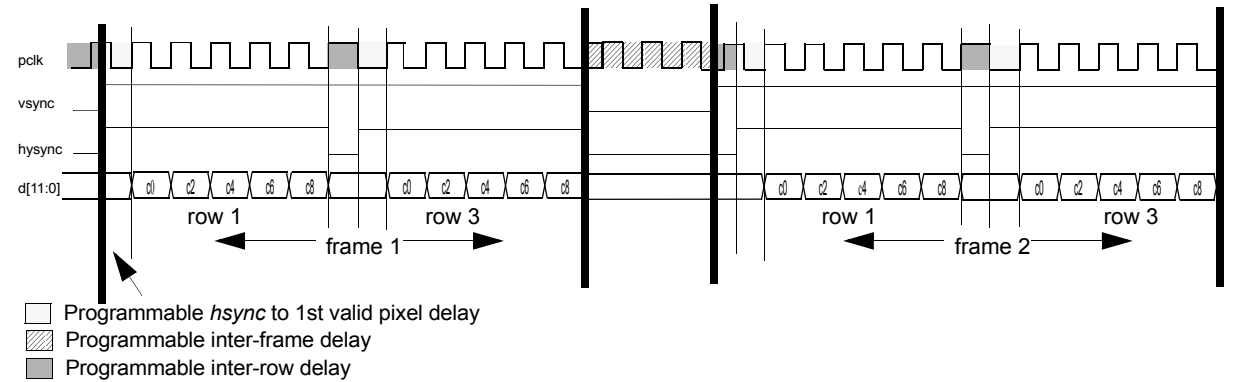 pclk
vsync
hysync
d[11:0]
c0 c2 c4 c6 c8 c0 c2 c4 c6 c8 c0 c2 c4 c6 c8 c0 c2 c4 c6 c8
row 1 row 3 row 1 row 3
frame 1 frame 2
Programmable hsync to 1st valid pixel delay
Programmable inter-frame delay
Programmable inter-row delay